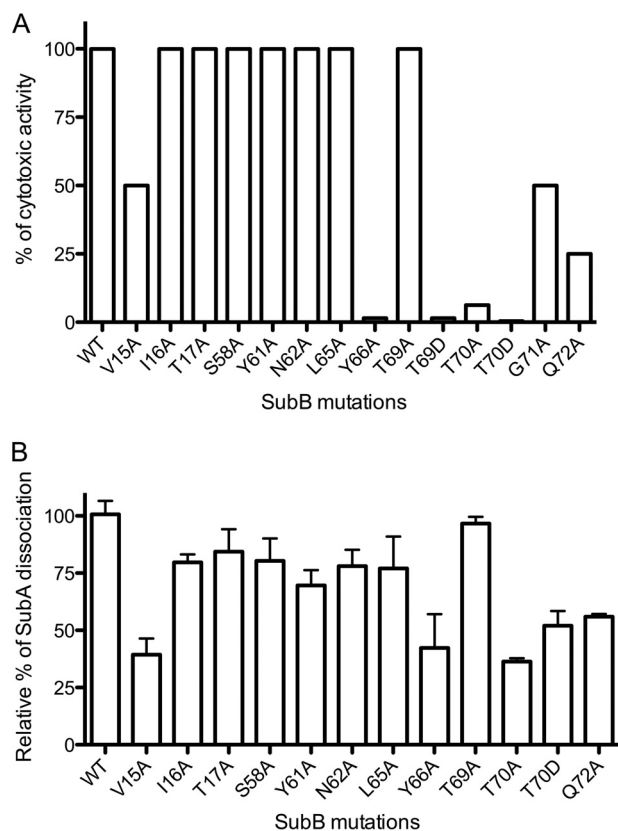 A
% of cytotoxic activity
100
75
50
25
0
WT V15A I16A T17A S58A Y61A N62A L65A Y66A T69A T69D T70A T70D G71A Q72A
SubB mutations
B
Relative % of SubA dissociation
100
75
50
25
0
WT V15A I16A T17A S58A Y61A N62A L65A Y66A T69A T70A T70D Q72A
SubB mutations